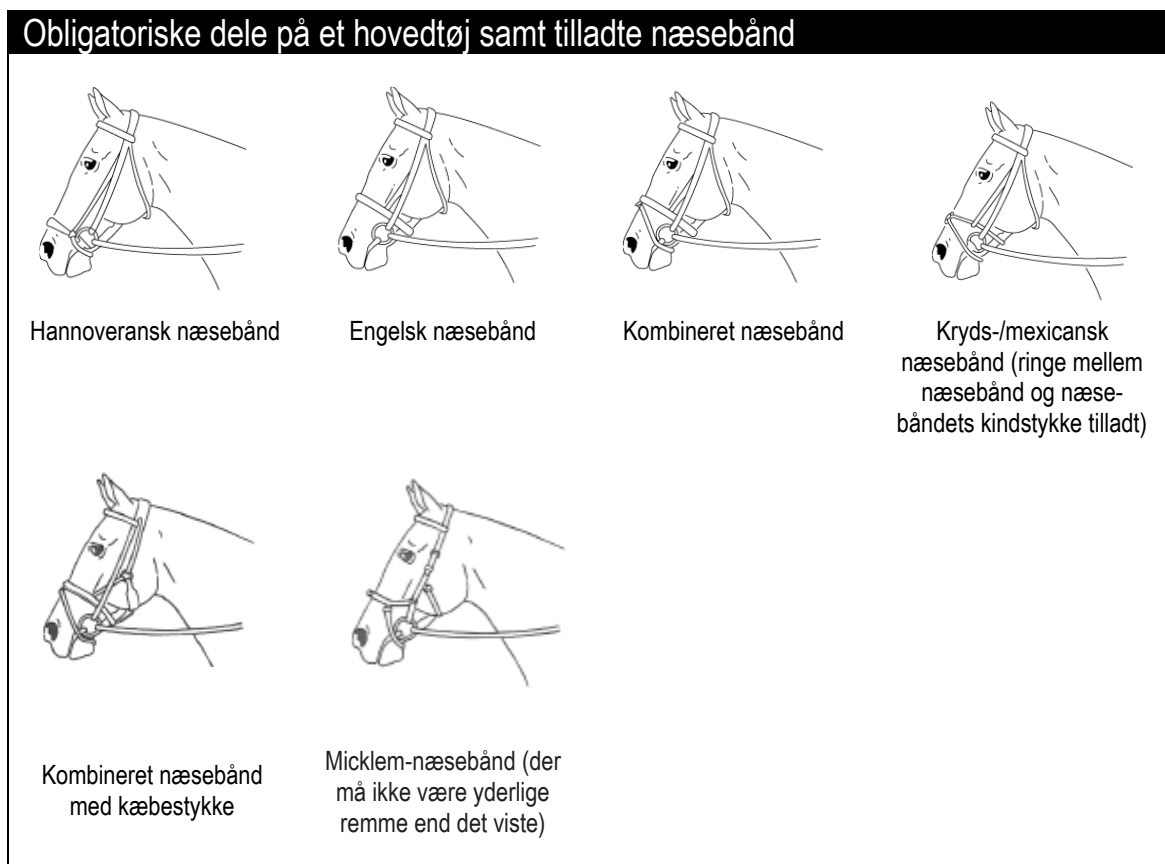 Obligatoriske dele på et hovedtøj samt tilladte næsebånd
Hannoveransk næsebånd
Engelsk næsebånd
Kombineret næsebånd
Kryds-/mexicansk
næsebånd (ringe mellem
næsebånd og næse-
båndets kindstykke tilladt)
Kombineret næsebånd
med kæbestykke
Micklem-næsebånd (der
må ikke være yderlige
remme end det viste)